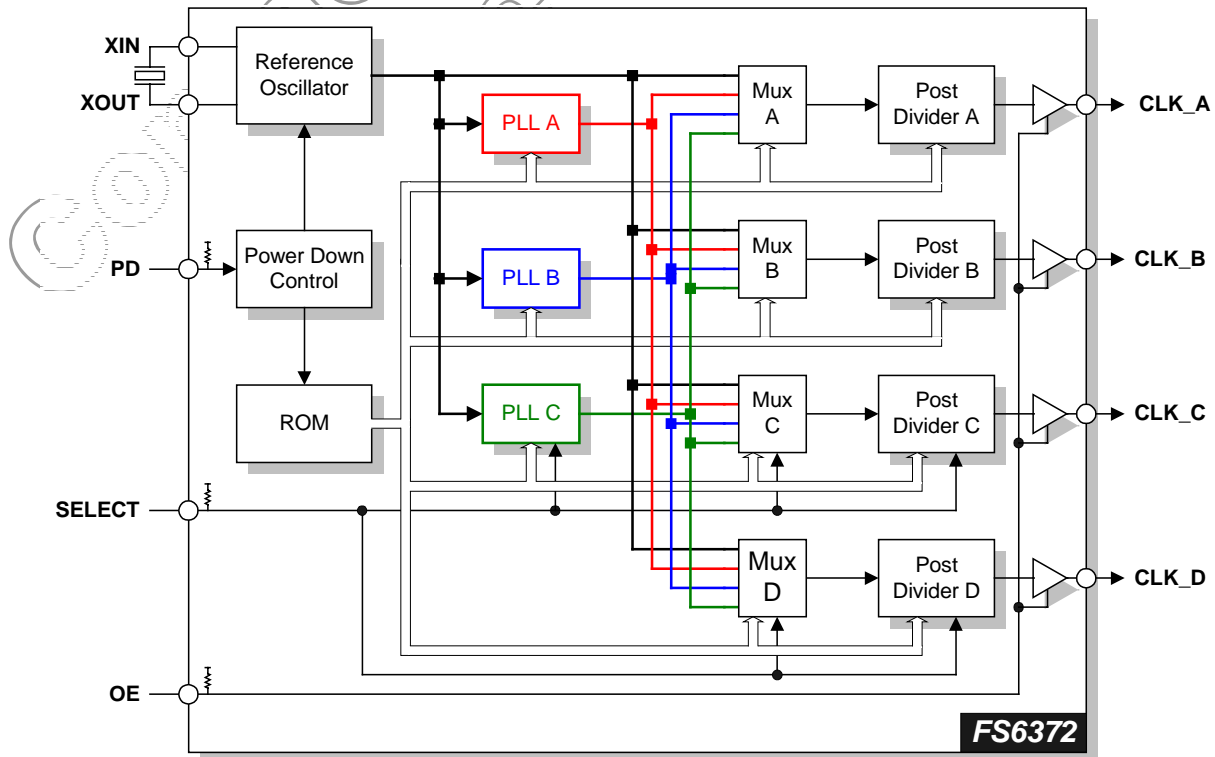 XIN
XOUT
Reference
Oscillator
PLL A
Mux
A
Post
Divider A
CLK_A
PD
Power Down
Control
PLL B
Mux
B
Post
Divider B
CLK_B
ROM
PLL C
Mux
C
Post
Divider C
CLK_C
SELECT
Mux
D
Post
Divider D
CLK_D
OE
FS6372